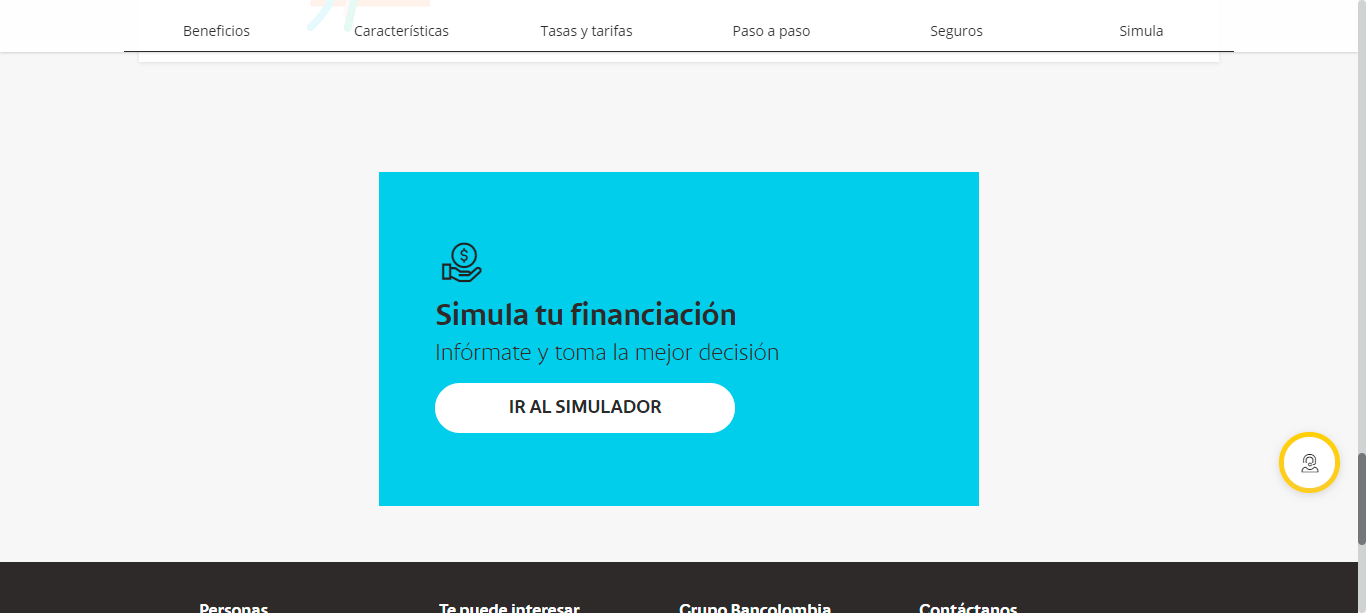 Beneficios Características Tasas y tarifas Paso a paso Seguros Simula
$
Simula tu financiación
Infórmate y toma la mejor decisión
IR AL SIMULADOR
Personas Te puede interesar Grupo Bancolombia Contáctanos